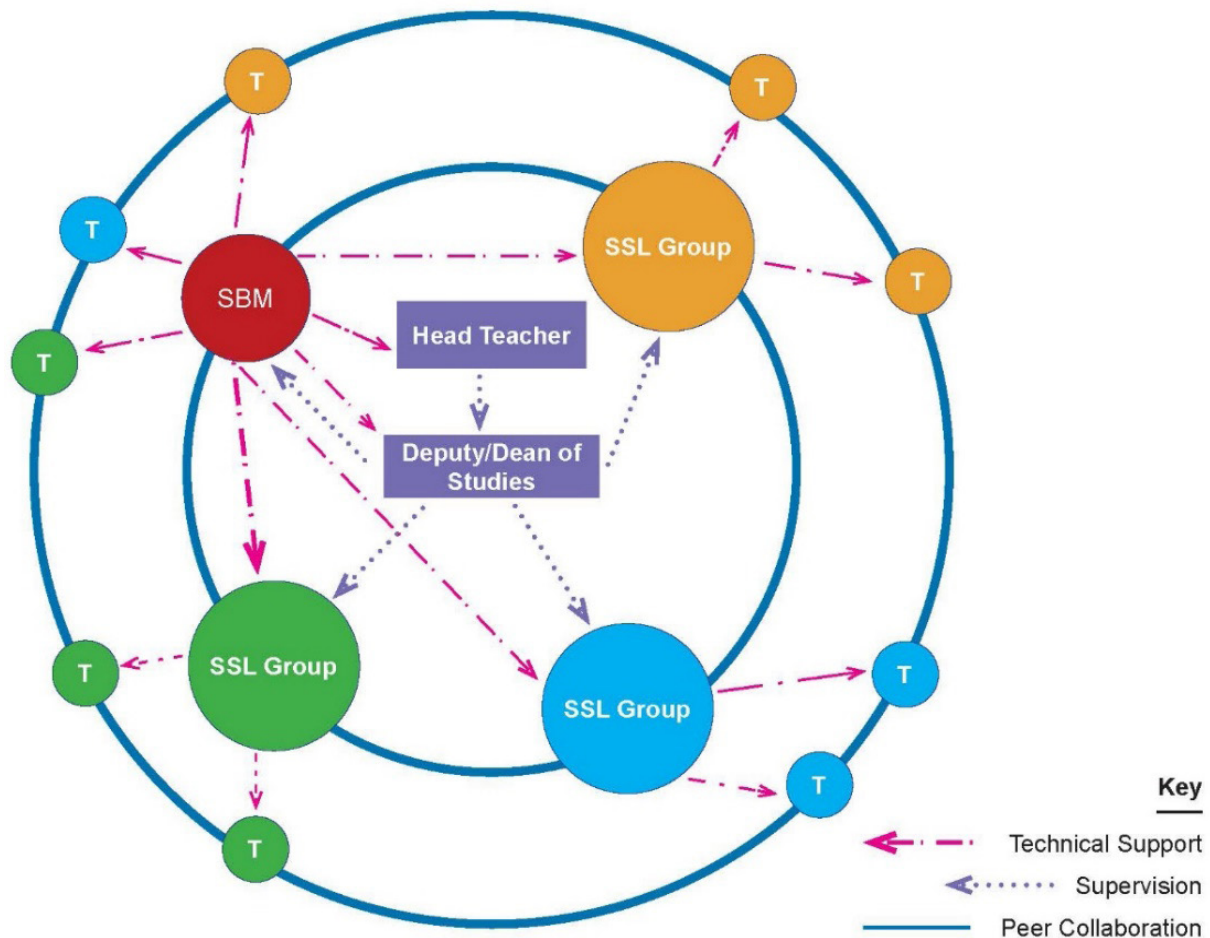 T
T
T
SSL Group
T
SBM
Head Teacher
T
Deputy/Dean of
Studies
SSL Group
T
SSL Group
T
T
T
Key
Technical Support
Supervision
Peer Collaboration